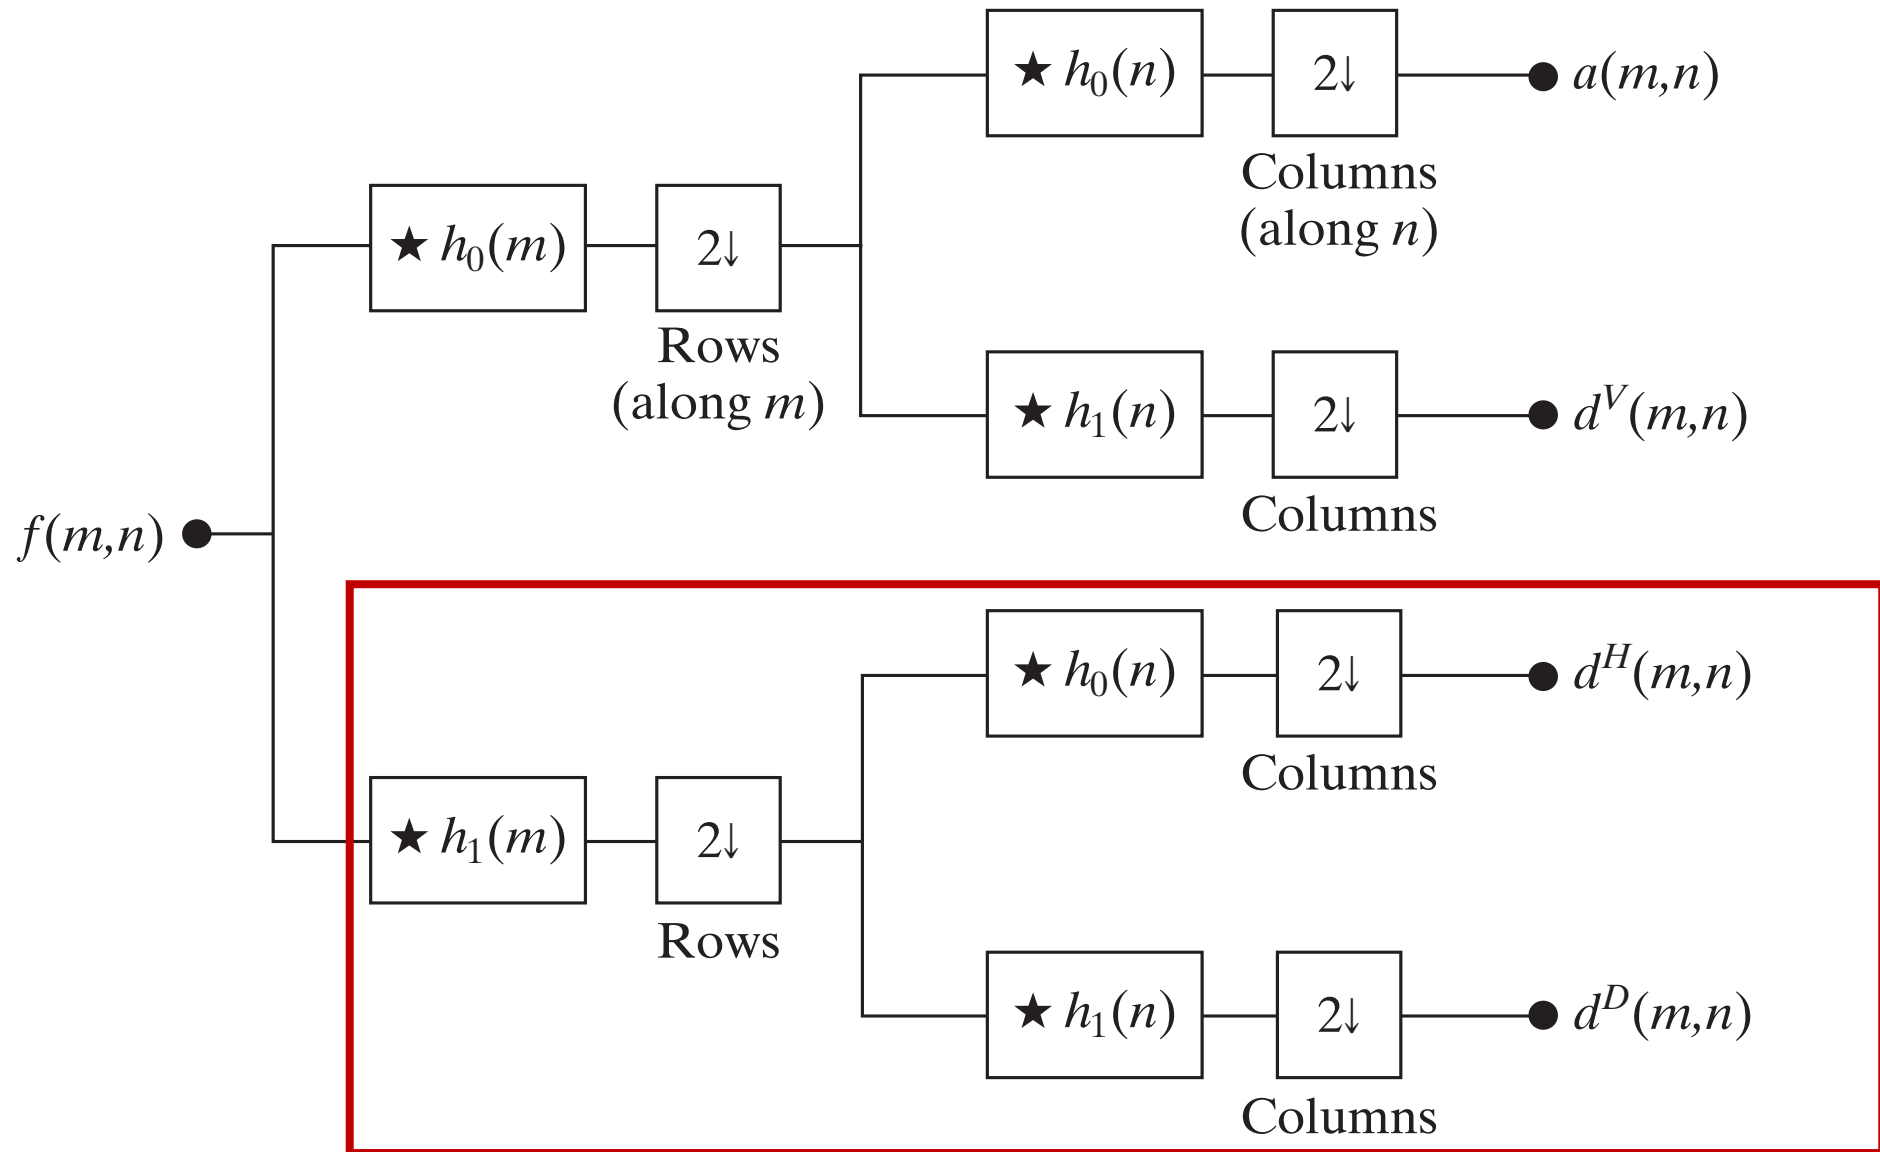 ★ h₀(n)
2↓
a(m,n)
Columns
(along n)
★ h₀(m)
2↓
Rows
(along m)
★ h₁(n)
2↓
dⱽ(m,n)
Columns
f(m,n)
★ h₀(n)
2↓
dᴴ(m,n)
Columns
★ h₁(m)
2↓
Rows
★ h₁(n)
2↓
dᴰ(m,n)
Columns